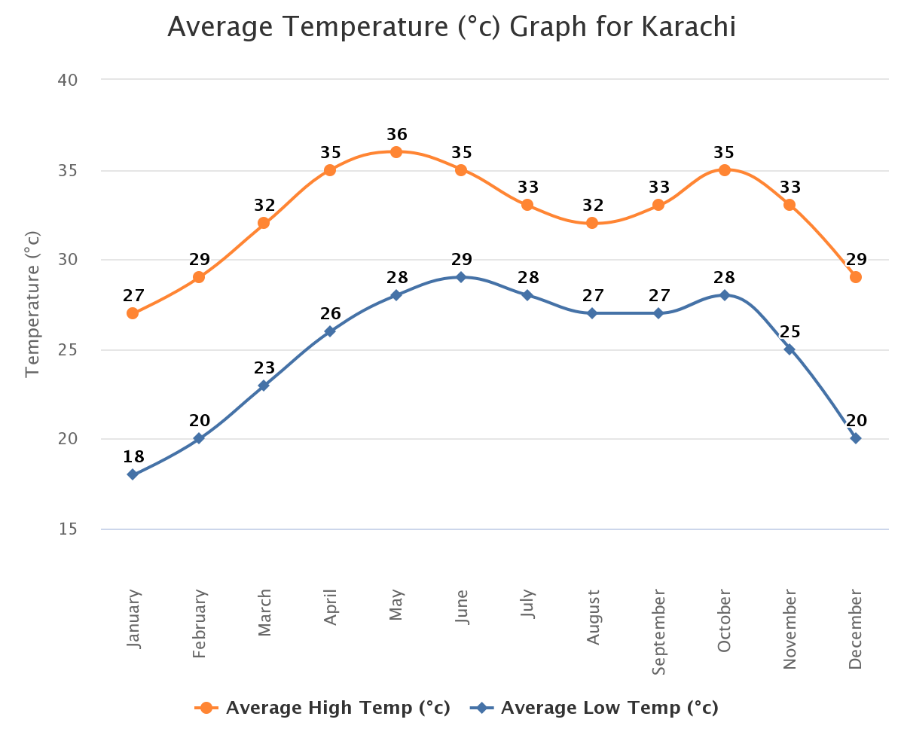 Average Temperature (°c) Graph for Karachi
40
36
35 35 35
35
33 33 33
32 32
30
29 29 29
28 28 28
27 27 27
26
25
25
23
20
20 20
18
15
Temperature (°c)
January
February
March
April
May
June
July
August
September
October
November
December
Average High Temp (°c) Average Low Temp (°c)